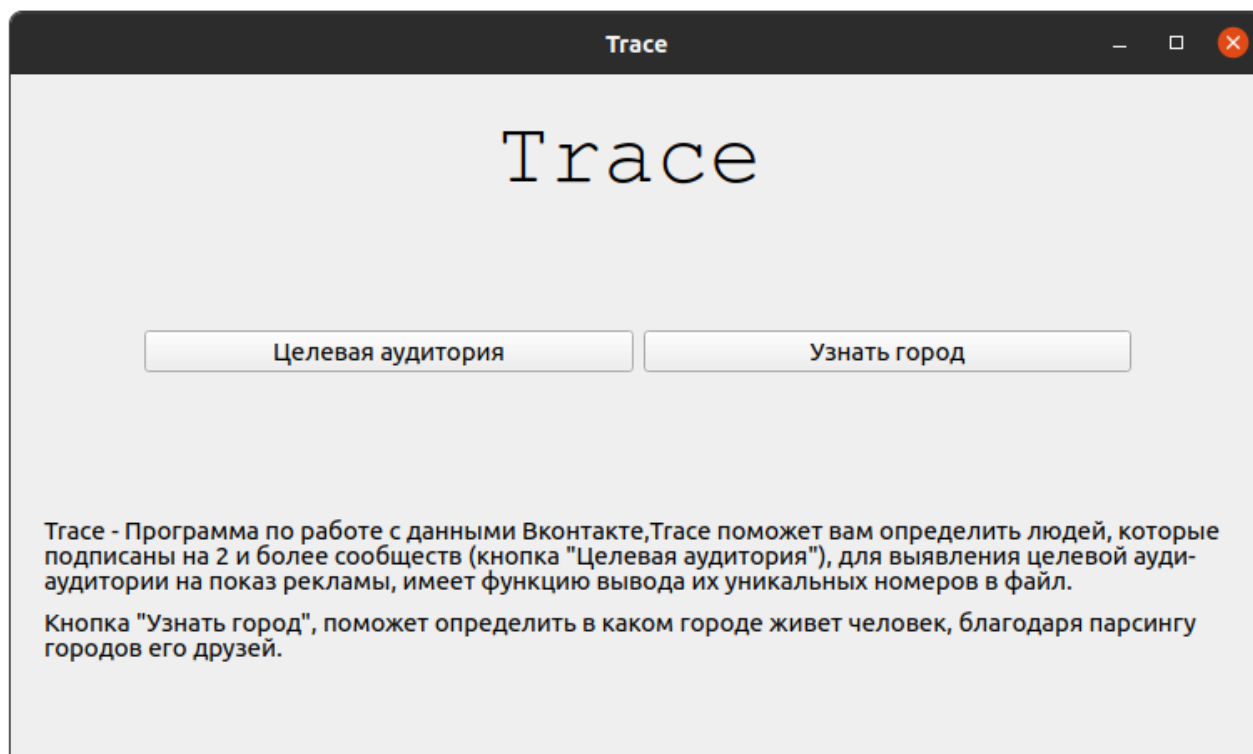 Trace
Trace
Целевая аудитория
Узнать город
Trace - Программа по работе с данными Вконтакте,Trace поможет вам определить людей, которые
подписаны на 2 и более сообществ (кнопка "Целевая аудитория"), для выявления целевой ауди-
аудитории на показ рекламы, имеет функцию вывода их уникальных номеров в файл.
Кнопка "Узнать город", поможет определить в каком городе живет человек, благодаря парсингу
городов его друзей.